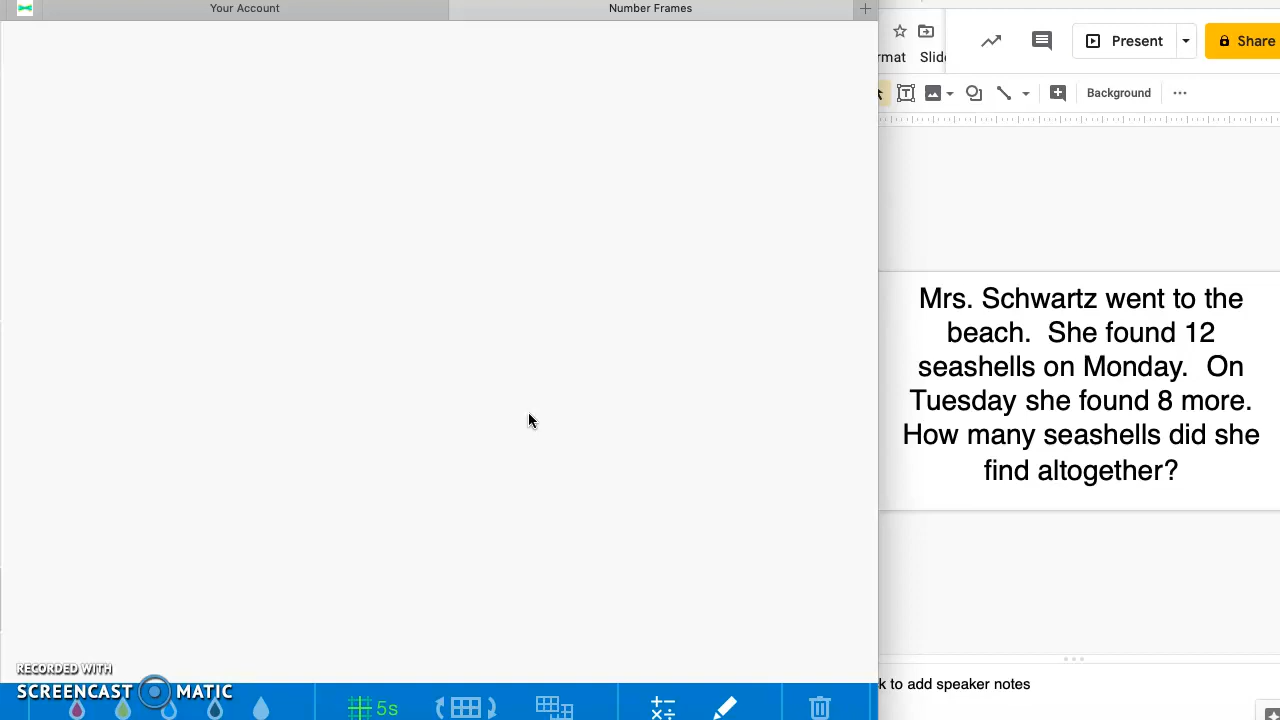 Your Account
Number Frames
rmat Slide
Present
Share
Background
Mrs. Schwartz went to the
beach. She found 12
seashells on Monday. On
Tuesday she found 8 more.
How many seashells did she
find altogether?
k to add speaker notes
RECORDED WITH
SCREENCAST MATIC
5s